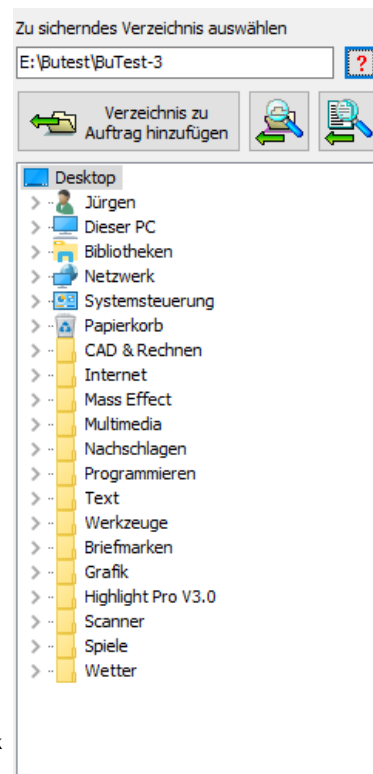 Zu sicherndes Verzeichnis auswählen
E:\Butest\BuTest-3
?
Verzeichnis zu
Auftrag hinzufügen
Desktop
Jürgen
Dieser PC
Bibliotheken
Netzwerk
Systemsteuerung
Papierkorb
CAD & Rechnen
Internet
Mass Effect
Multimedia
Nachschlagen
Programmieren
Text
Werkzeuge
Briefmarken
Grafik
Highlight Pro V3.0
Scanner
Spiele
Wetter